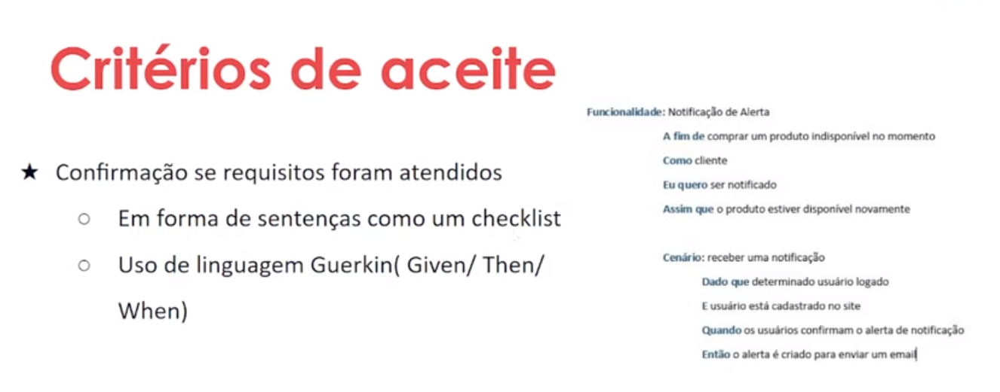 Critérios de aceite
★ Confirmação se requisitos foram atendidos
○ Em forma de sentenças como um checklist
○ Uso de linguagem Guerkin( Given/ Then/
When)
Funcionalidade: Notificação de Alerta
A fim de comprar um produto indisponível no momento
Como cliente
Eu quero ser notificado
Assim que o produto estiver disponível novamente
Cenário: receber uma notificação
Dado que determinado usuário logado
E usuário está cadastrado no site
Quando os usuários confirmam o alerta de notificação
Então o alerta é criado para enviar um email